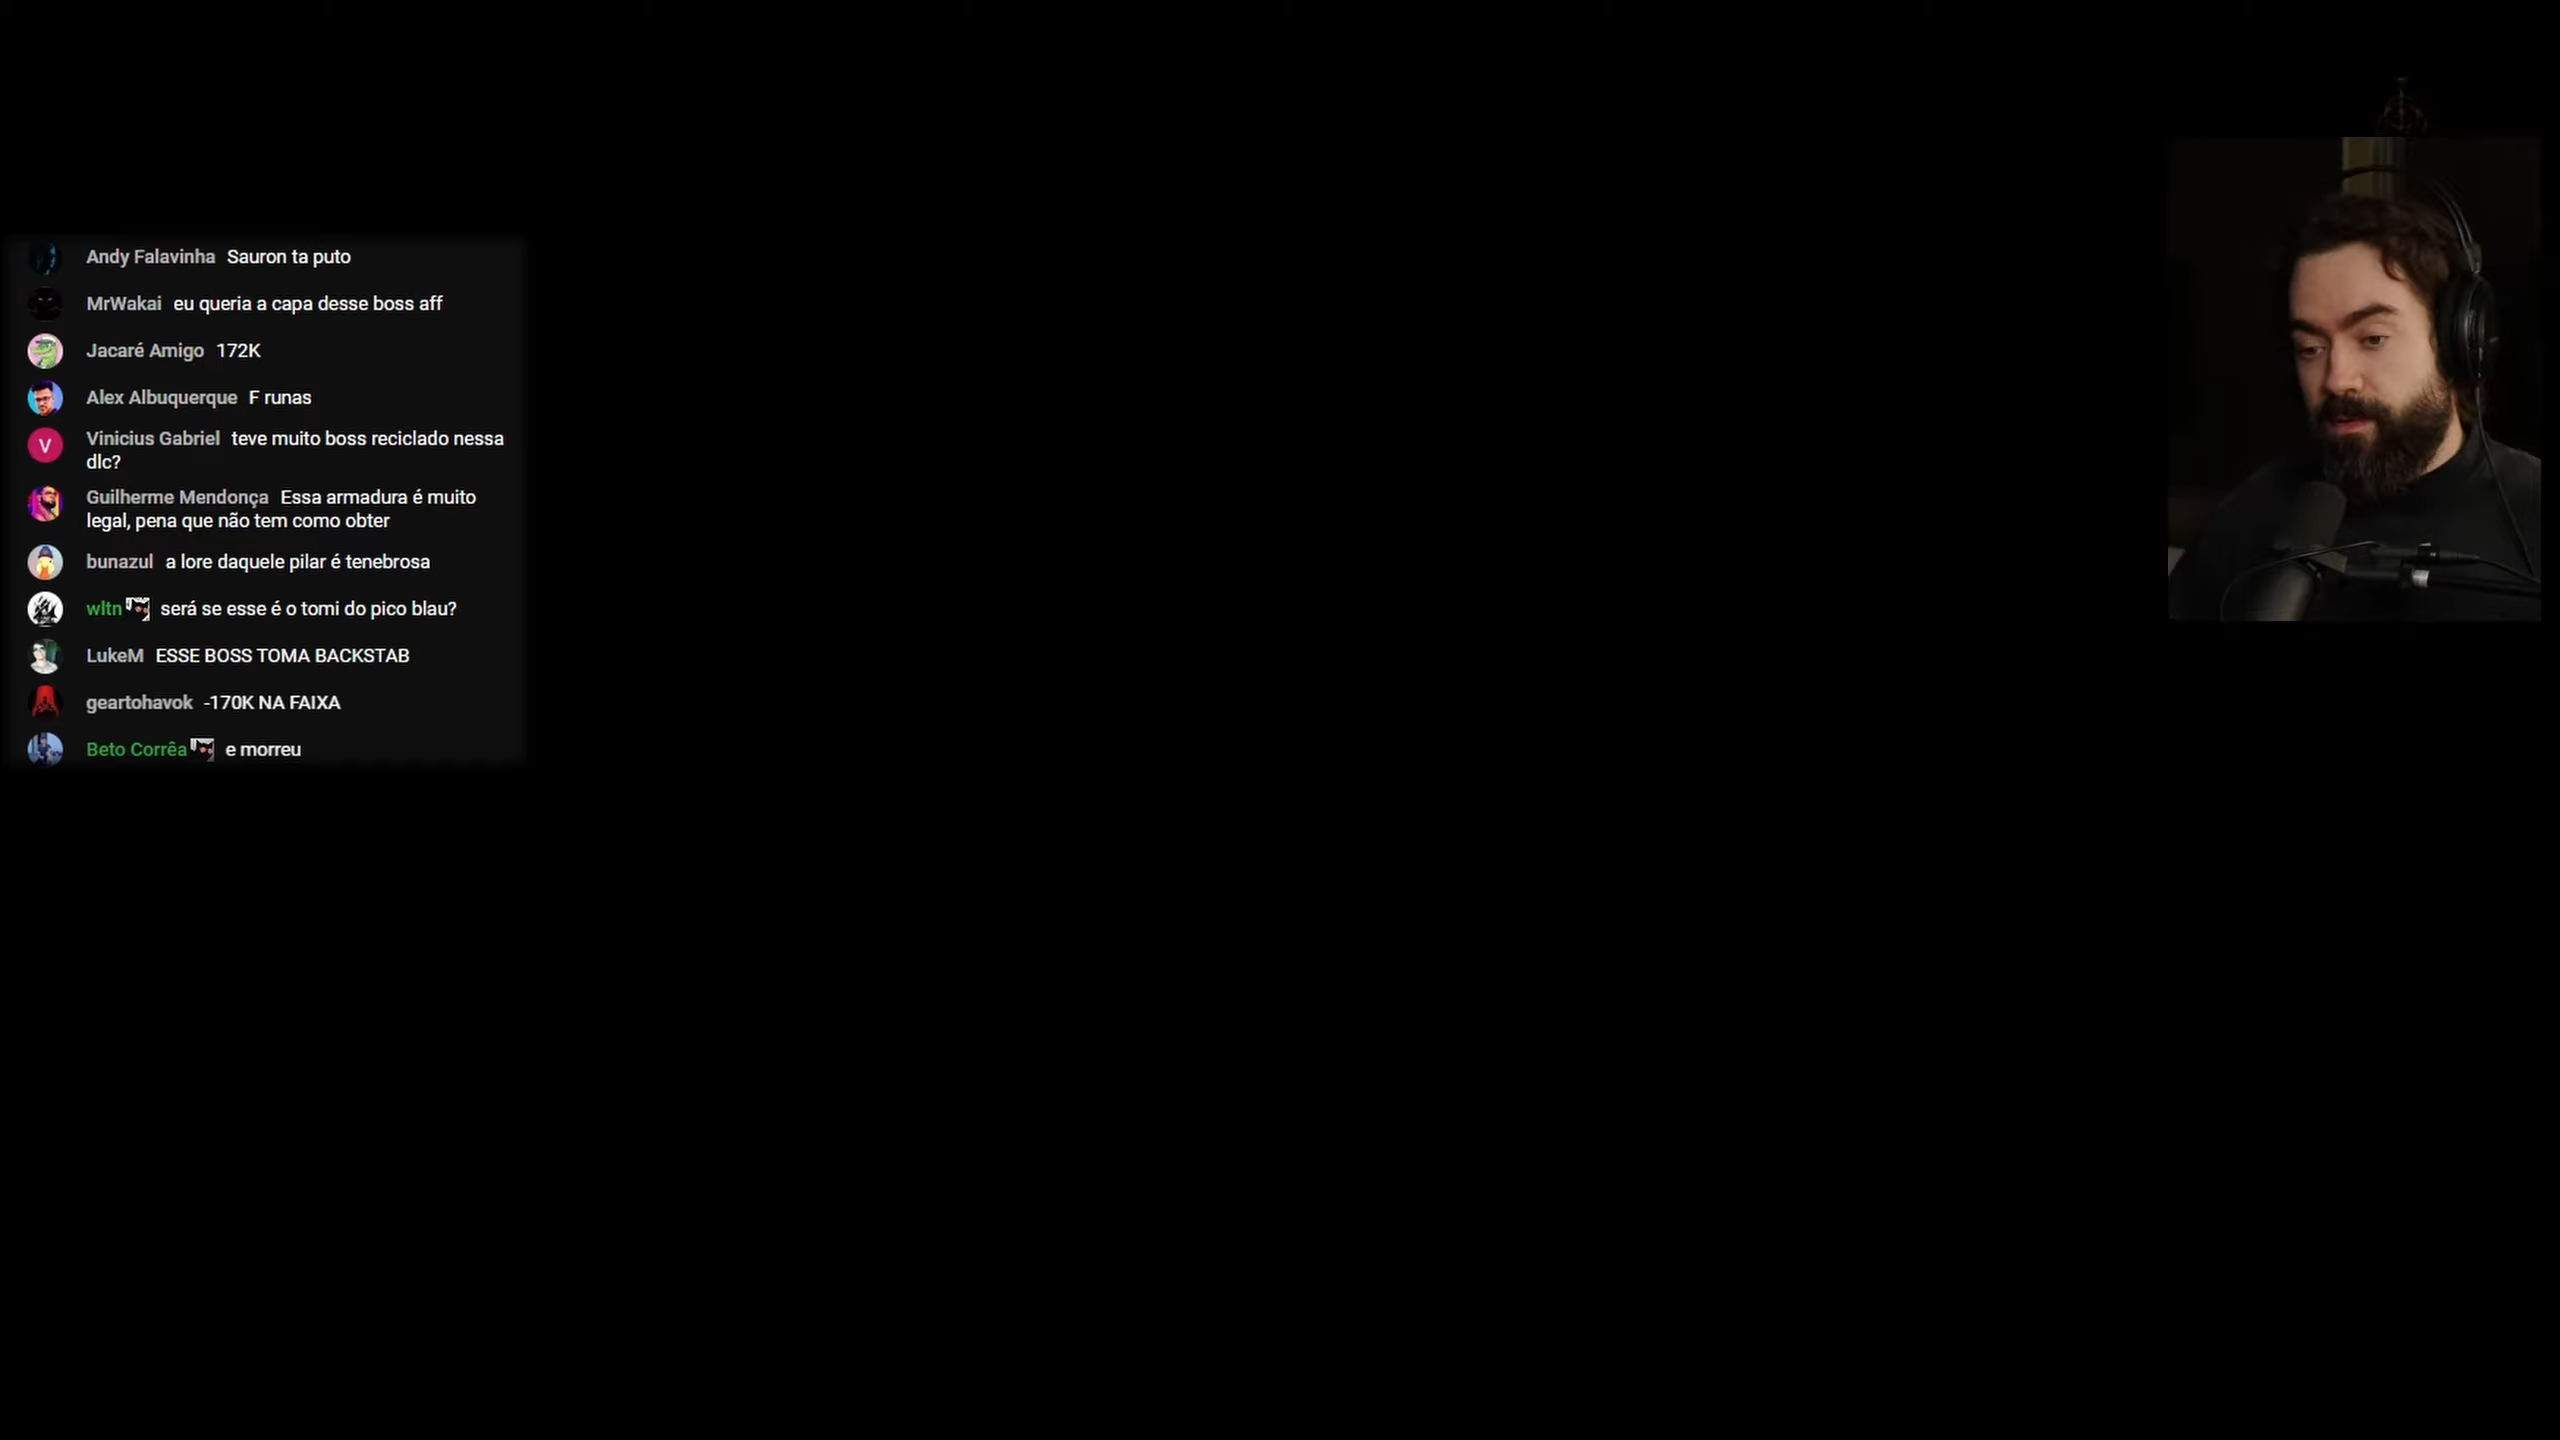 Andy Falavinha Sauron ta puto
MrWakai eu queria a capa desse boss aff
Jacaré Amigo 172K
Alex Albuquerque F runas
V
Vinicius Gabriel teve muito boss reciclado nessa
dlc?
Guilherme Mendonça Essa armadura é muito
legal, pena que não tem como obter
bunazul a lore daquele pilar é tenebrosa
wltn será se esse é o tomi do pico blau?
LukeM ESSE BOSS TOMA BACKSTAB
geartohavok -170K NA FAIXA
Beto Corrêa e morreu